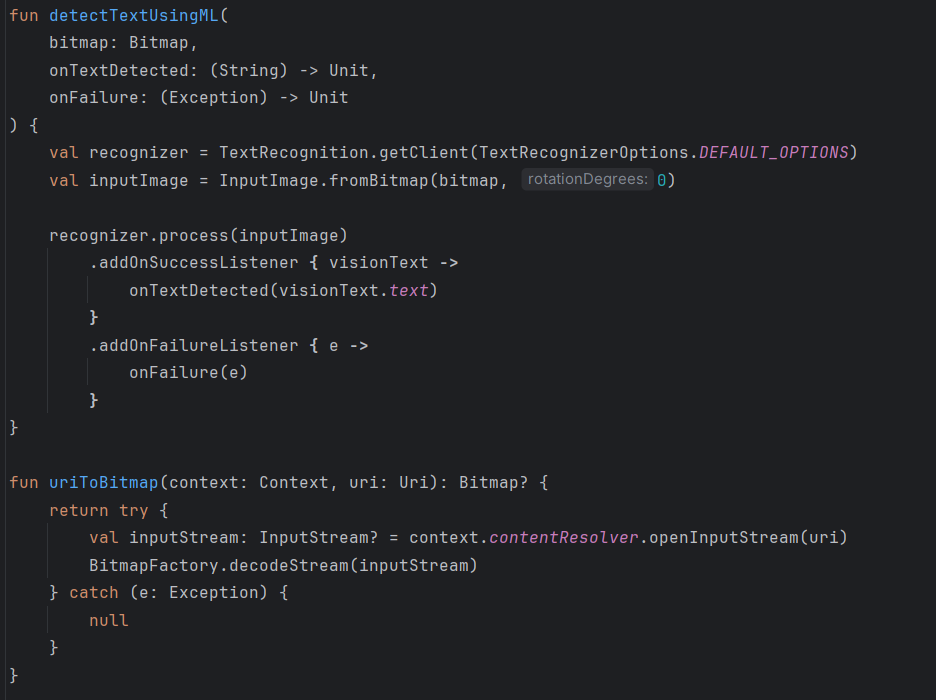 fun detectTextUsingML(
    bitmap: Bitmap,
    onTextDetected: (String) -> Unit,
    onFailure: (Exception) -> Unit
) {
    val recognizer = TextRecognition.getClient(TextRecognizerOptions.DEFAULT_OPTIONS)
    val inputImage = InputImage.fromBitmap(bitmap, rotationDegrees: 0)

    recognizer.process(inputImage)
        .addOnSuccessListener { visionText ->
            onTextDetected(visionText.text)
        }
        .addOnFailureListener { e ->
            onFailure(e)
        }
}

fun uriToBitmap(context: Context, uri: Uri): Bitmap? {
    return try {
        val inputStream: InputStream? = context.contentResolver.openInputStream(uri)
        BitmapFactory.decodeStream(inputStream)
    } catch (e: Exception) {
        null
    }
}